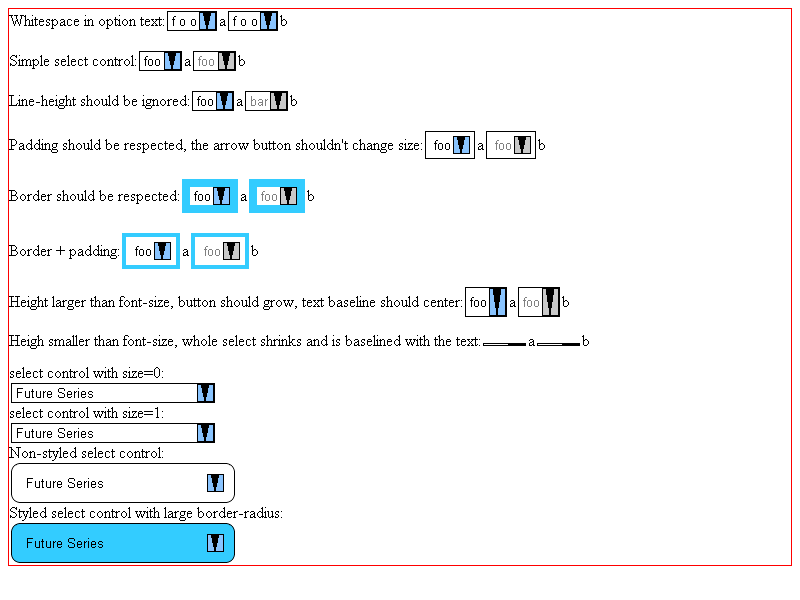 Whitespace in option text: f o o a f o o b
Simple select control: foo a foo b
Line-height should be ignored: foo a bar b
Padding should be respected, the arrow button shouldn't change size: foo a foo b
Border should be respected: foo a foo b
Border + padding: foo a foo b
Height larger than font-size, button should grow, text baseline should center: foo a foo b
Heigh smaller than font-size, whole select shrinks and is baselined with the text: a b
select control with size=0:
Future Series
select control with size=1:
Future Series
Non-styled select control:
Future Series
Styled select control with large border-radius:
Future Series